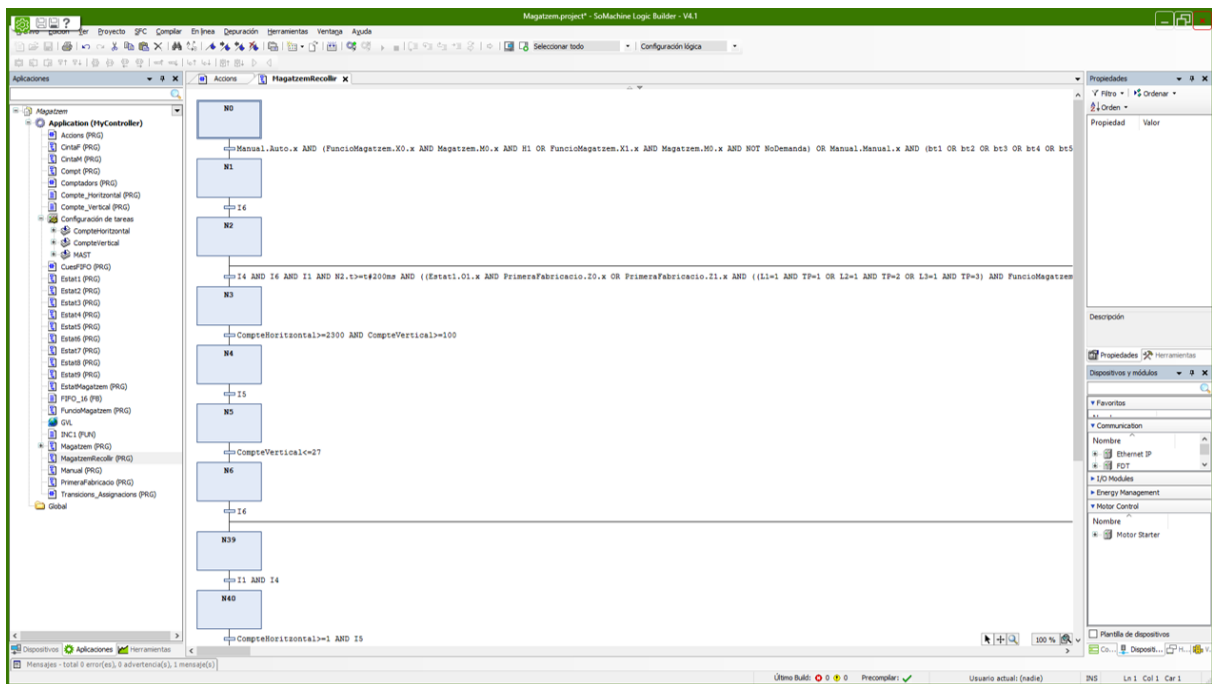 Magatzem.project* - SoMachine Logic Builder - V4.1
Edición Ver Proyecto SFC Compilar En línea Depuración Herramientas Ventana Ayuda
Seleccionar todo
Configuración lógica
Aplicaciones
Magatzem
Application (MyController)
Accions (PRG)
CintaF (PRG)
CintaM (PRG)
Compt (PRG)
Comptadors (PRG)
Compte_Horitzontal (PRG)
Compte_Vertical (PRG)
Configuración de tareas
CompteHoritzontal
CompteVertical
MAST
CuesFIFO (PRG)
Estat1 (PRG)
Estat2 (PRG)
Estat3 (PRG)
Estat4 (PRG)
Estat5 (PRG)
Estat6 (PRG)
Estat7 (PRG)
Estat8 (PRG)
Estat9 (PRG)
EstatMagatzem (PRG)
FIFO_16 (FB)
FuncioMagatzem (PRG)
GVL
INC1 (FUN)
Magatzem (PRG)
MagatzemRecollir (PRG)
Manual (PRG)
PrimeraFabricacio (PRG)
Transicions_Assignacions (PRG)
Global
Dispositivos Aplicaciones Herramientas
Accions MagatzemRecollir X
N0
Manual.Auto.x AND (FuncioMagatzem.X0.x AND Magatzem.M0.x AND H1 OR FuncioMagatzem.X1.x AND Magatzem.M0.x AND NOT NoDemanda) OR Manual.Manual.x AND (bt1 OR bt2 OR bt3 OR bt4 OR bt5
N1
I6
N2
I4 AND I6 AND I1 AND N2.t>=t#200ms AND ((Estat1.O1.x AND PrimeraFabricacio.Z0.x OR PrimeraFabricacio.Z1.x AND ((L1=1 AND TP=1 OR L2=1 AND TP=2 OR L3=1 AND TP=3) AND FuncioMagatzem
N3
CompteHoritzontal>=2300 AND CompteVertical>=100
N4
I5
N5
CompteVertical<=27
N6
I6
N39
I1 AND I4
N40
CompteHoritzontal>=1 AND I5
100 %
Propiedades
Filtro Ordenar
Orden
Propiedad Valor
Descripción
Propiedades Herramientas
Dispositivos y módulos
Favoritos
Communication
Nombre
Ethernet IP
FDT
I/O Modules
Energy Management
Motor Control
Nombre
Motor Starter
Plantilla de dispositivos
Co... Disposit... H... V.
Mensajes - total 0 error(es), 0 advertencia(s), 1 mensaje(s)
Último Build: 0 0 Precompilar: Usuario actual: (nadie) INS Ln 1 Col 1 Car 1